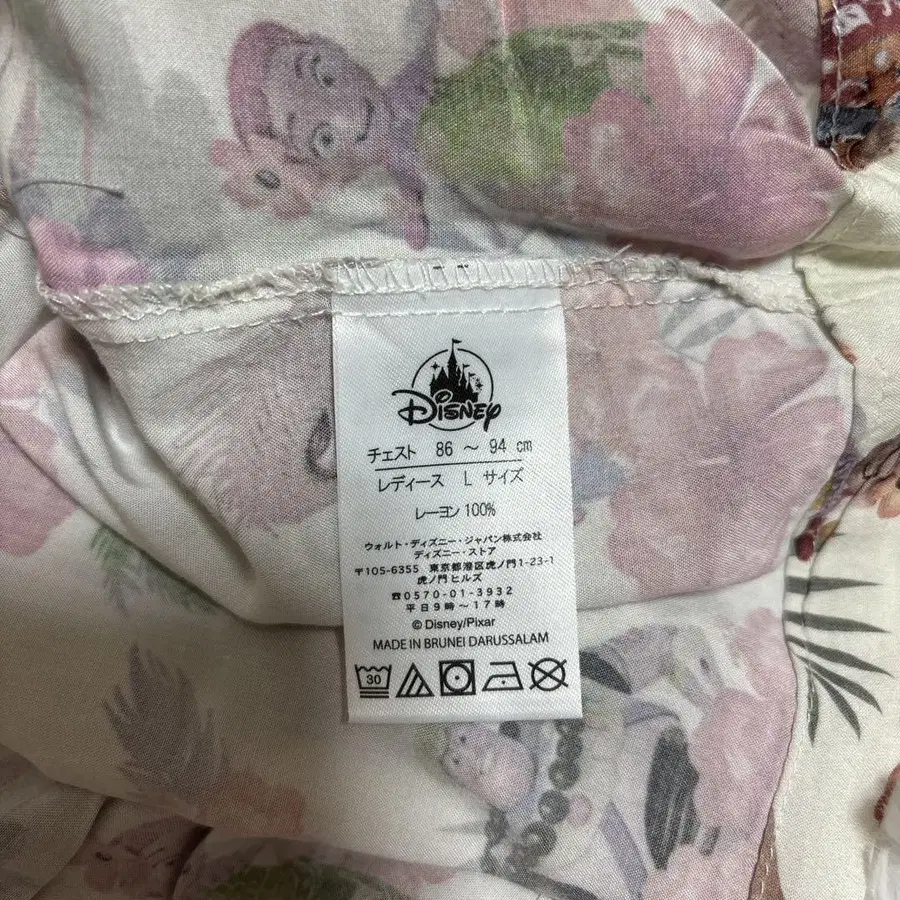 Disney
チェスト 86 ～ 94 cm
レディース L サイズ
レーヨン 100%
ウォルト・ディズニー・ジャパン株式会社
ディズニー・ストア
〒105-6355 東京都港区虎ノ門1-23-1
虎ノ門ヒルズ
☎0570-01-3932
平日9時～17時
© Disney/Pixar
MADE IN BRUNEI DARUSSALAM
30